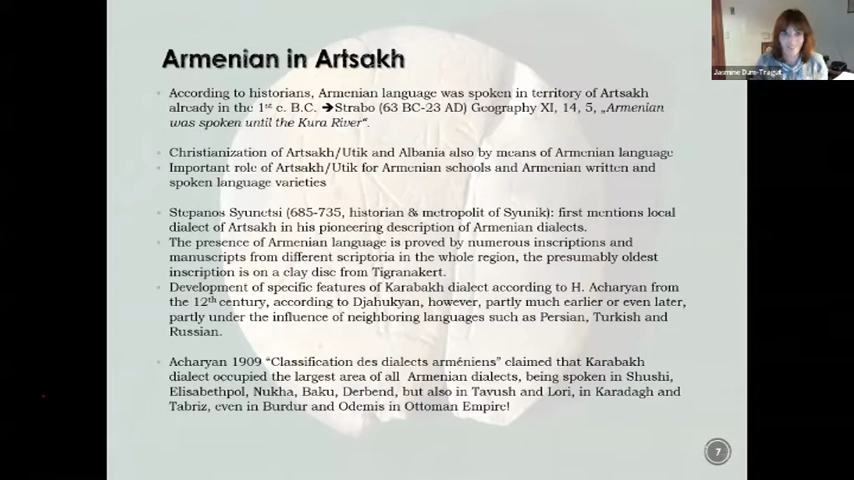 Armenian in Artsakh
According to historians, Armenian language was spoken in territory of Artsakh
already in the 1st c. B.C. ➔Strabo (63 BC-23 AD) Geography XI, 14, 5, „Armenian
was spoken until the Kura River“.
Christianization of Artsakh/Utik and Albania also by means of Armenian language
Important role of Artsakh/Utik for Armenian schools and Armenian written and
spoken language varieties
Stepanos Syunetsi (685-735, historian & metropolit of Syunik): first mentions local
dialect of Artsakh in his pioneering description of Armenian dialects.
The presence of Armenian language is proved by numerous inscriptions and
manuscripts from different scriptoria in the whole region, the presumably oldest
inscription is on a clay disc from Tigranakert.
Development of specific features of Karabakh dialect according to H. Acharyan from
the 12th century, according to Djahukyan, however, partly much earlier or even later,
partly under the influence of neighboring languages such as Persian, Turkish and
Russian.
Acharyan 1909 “Classification des dialects arméniens” claimed that Karabakh
dialect occupied the largest area of all Armenian dialects, being spoken in Shushi,
Elisabethpol, Nukha, Baku, Derbend, but also in Tavush and Lori, in Karadagh and
Tabriz, even in Burdur and Odemis in Ottoman Empire!
7
Jasmine Dum-Tragut